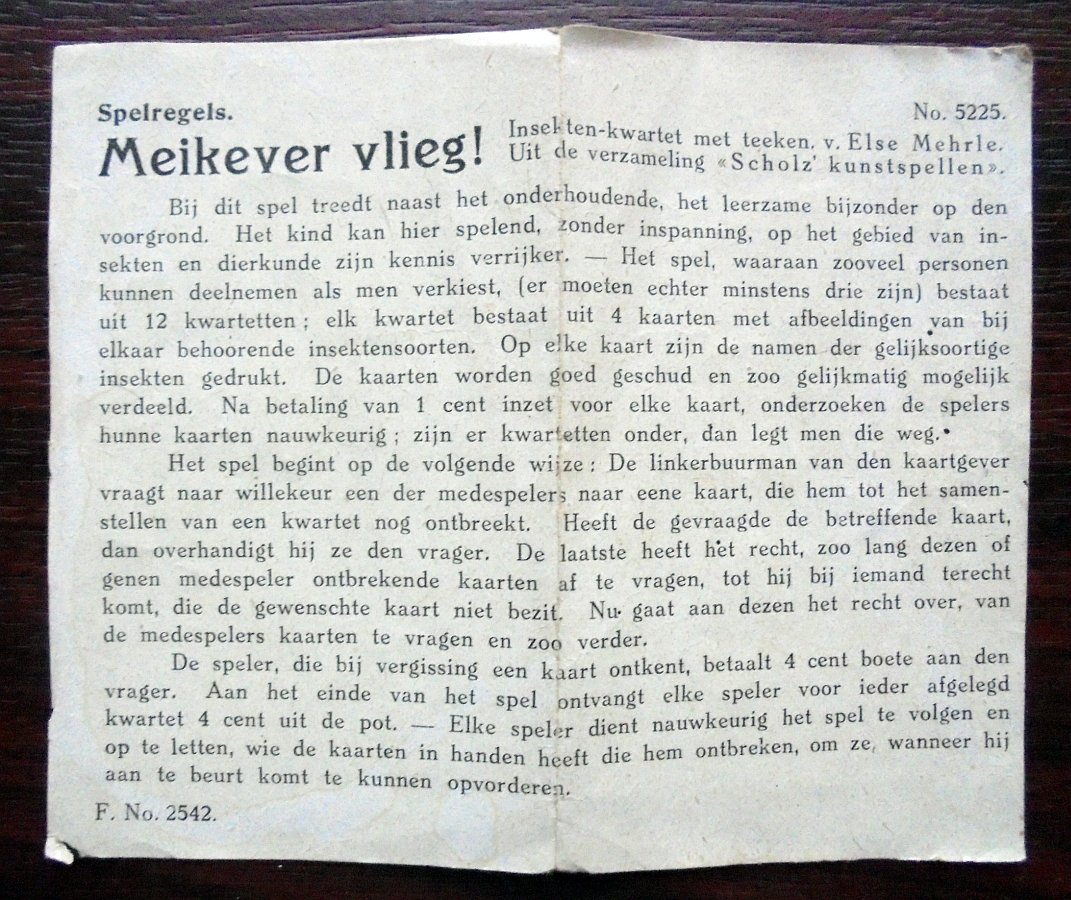 Spelregels.
No. 5225.
Meikever vlieg!
Insekten-kwartet met teeken. v. Else Mehrle.
Uit de verzameling «Scholz' kunstspellen».
Bij dit spel treedt naast het onderhoudende, het leerzame bijzonder op den
voorgrond. Het kind kan hier spelend, zonder inspanning, op het gebied van in-
sekten en dierkunde zijn kennis verrijker. — Het spel, waaraan zooveel personen
kunnen deelnemen als men verkiest, (er moeten echter minstens drie zijn) bestaat
uit 12 kwartetten; elk kwartet bestaat uit 4 kaarten met afbeeldingen van bij
elkaar behoorende insektensoorten. Op elke kaart zijn de namen der gelijksoortige
insekten gedrukt. De kaarten worden goed geschud en zoo gelijkmatig mogelijk
verdeeld. Na betaling van 1 cent inzet voor elke kaart, onderzoeken de spelers
hunne kaarten nauwkeurig; zijn er kwartetten onder, dan legt men die weg.
Het spel begint op de volgende wijze: De linkerbuurman van den kaartgever
vraagt naar willekeur een der medespelers naar eene kaart, die hem tot het samen-
stellen van een kwartet nog ontbreekt. Heeft de gevraagde de betreffende kaart,
dan overhandigt hij ze den vrager. De laatste heeft het recht, zoo lang dezen of
genen medespeler ontbrekende kaarten af te vragen, tot hij bij iemand terecht
komt, die de gewenschte kaart niet bezit. Nu gaat aan dezen het recht over, van
de medespelers kaarten te vragen en zoo verder.
De speler, die bij vergissing een kaart ontkent, betaalt 4 cent boete aan den
vrager. Aan het einde van het spel ontvangt elke speler voor ieder afgelegd
kwartet 4 cent uit de pot. — Elke speler dient nauwkeurig het spel te volgen en
op te letten, wie de kaarten in handen heeft die hem ontbreken, om ze, wanneer hij
aan te beurt komt te kunnen opvorderen.
F. No. 2542.